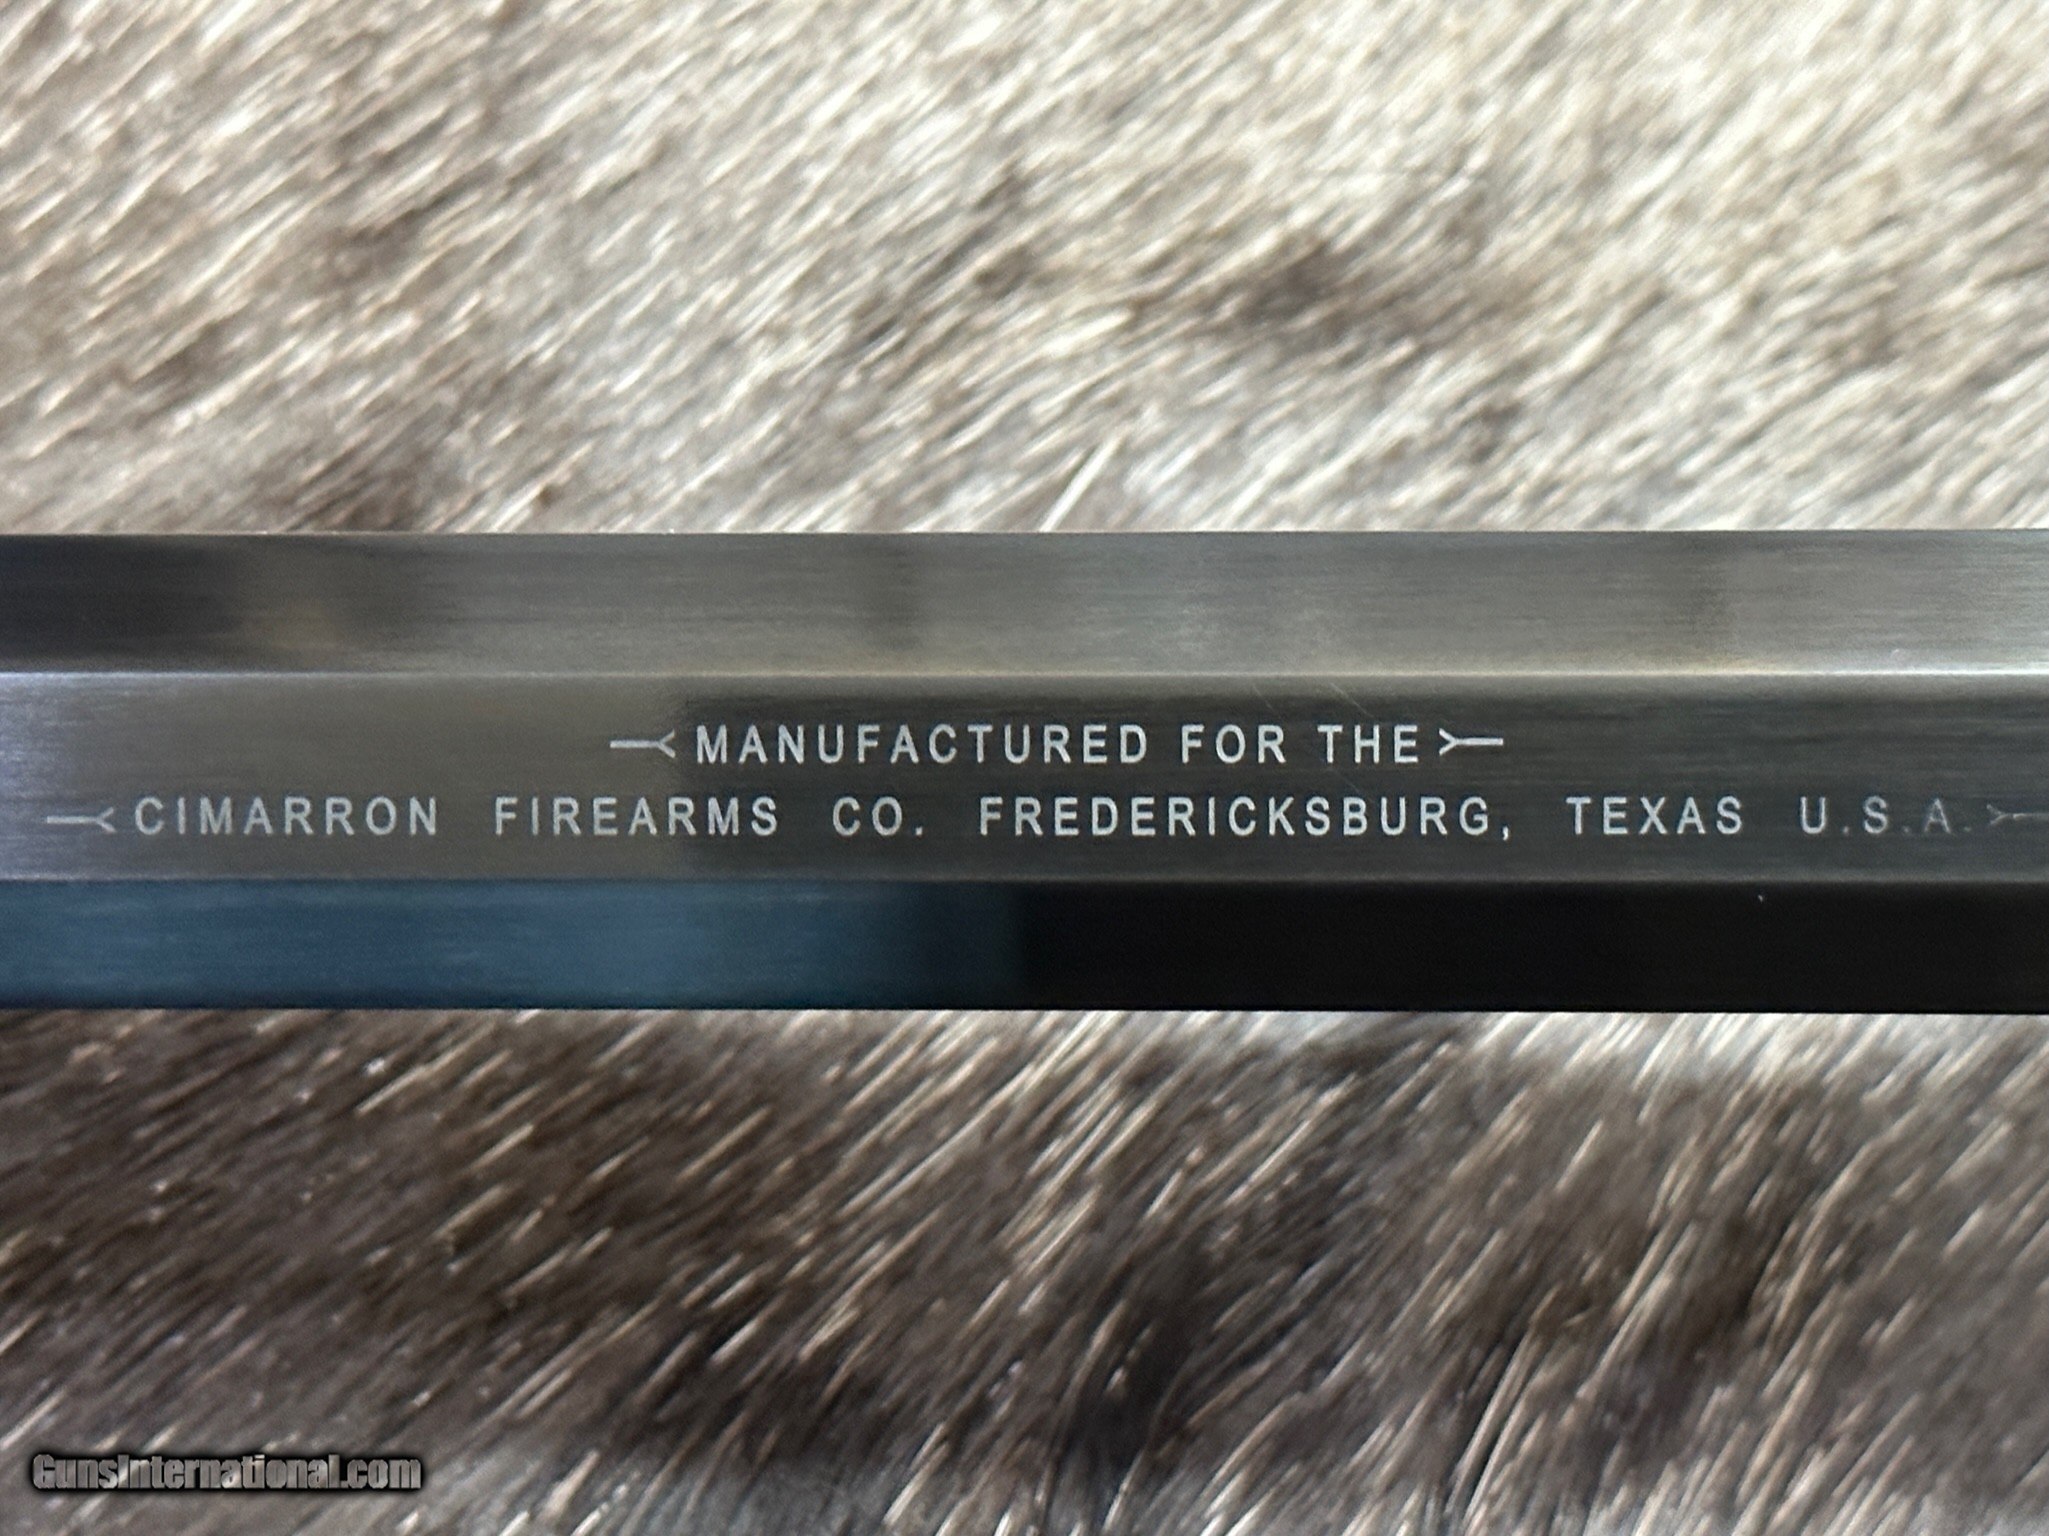 MANUFACTURED FOR THE
CIMARRON FIREARMS CO. FREDERICKSBURG, TEXAS U.S.A.
GunsInternational.com